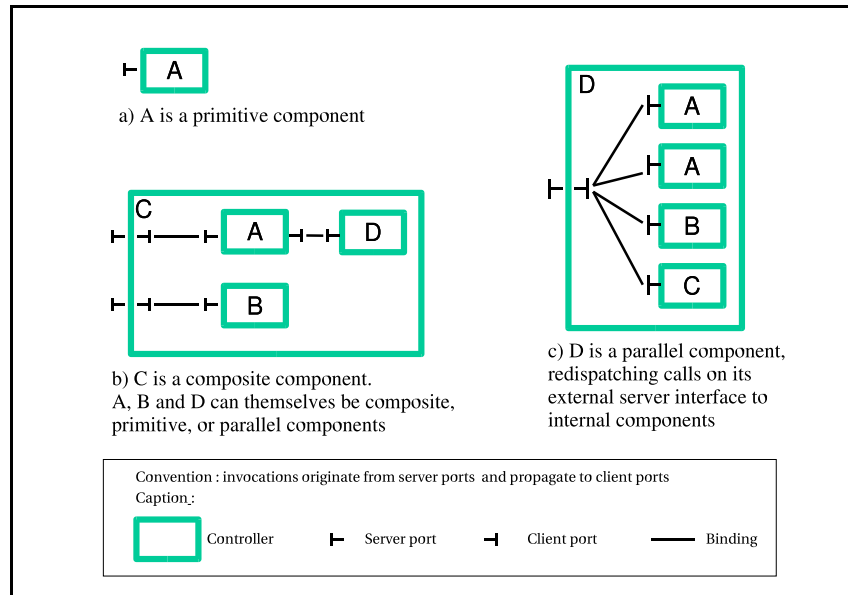 A
a) A is a primitive component
C
A
D
B
b) C is a composite component.
A, B and D can themselves be composite,
primitive, or parallel components
D
A
A
B
C
c) D is a parallel component,
redispatching calls on its
external server interface to
internal components
Convention : invocations originate from server ports and propagate to client ports
Caption :
Controller
Server port
Client port
Binding